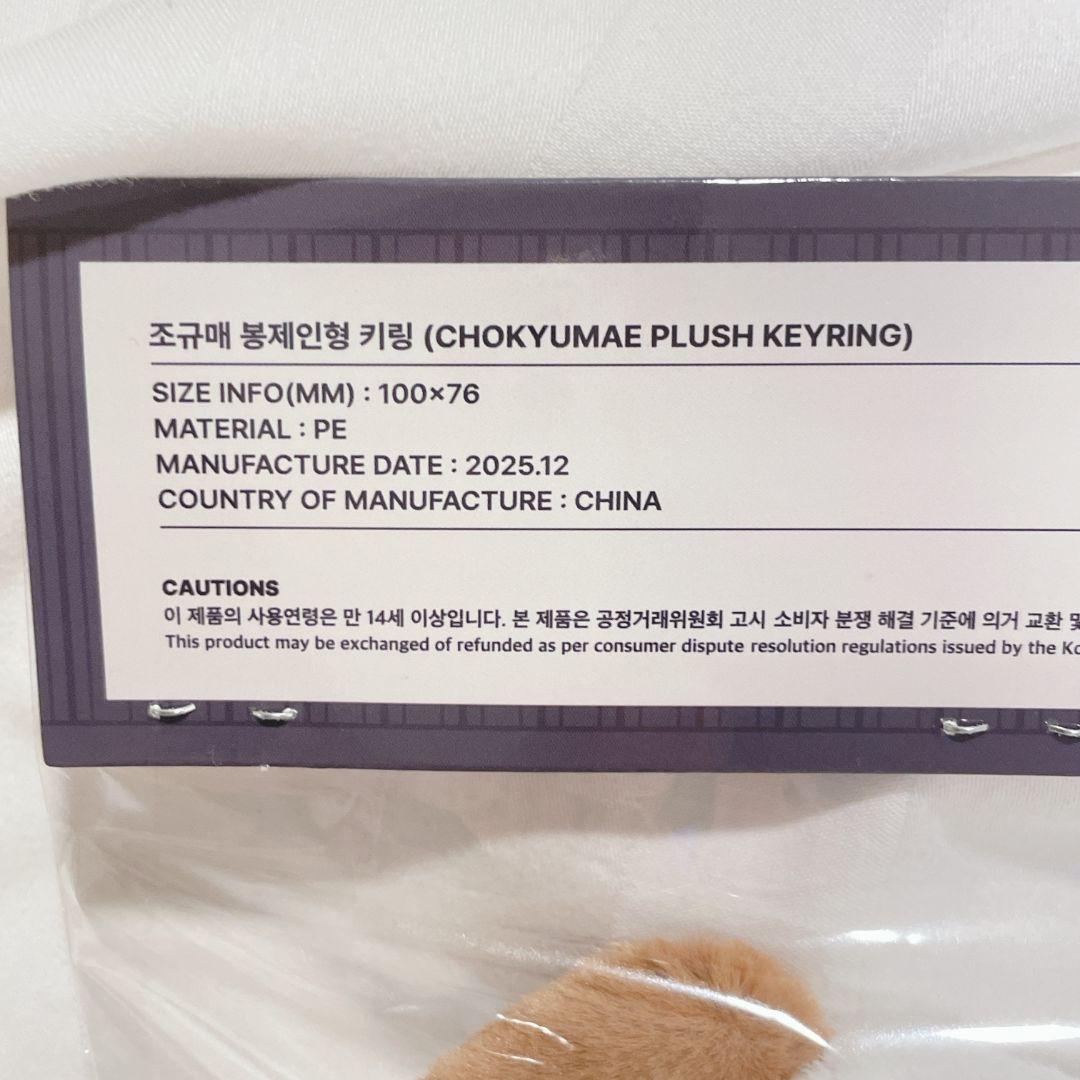 조규매 봉제인형 키링 (CHOKYUMAE PLUSH KEYRING)
SIZE INFO(MM) : 100×76
MATERIAL : PE
MANUFACTURE DATE : 2025.12
COUNTRY OF MANUFACTURE : CHINA
CAUTIONS
이 제품의 사용연령은 만 14세 이상입니다. 본 제품은 공정거래위원회 고시 소비자 분쟁 해결 기준에 의거 교환
This product may be exchanged of refunded as per consumer dispute resolution regulations issued by the